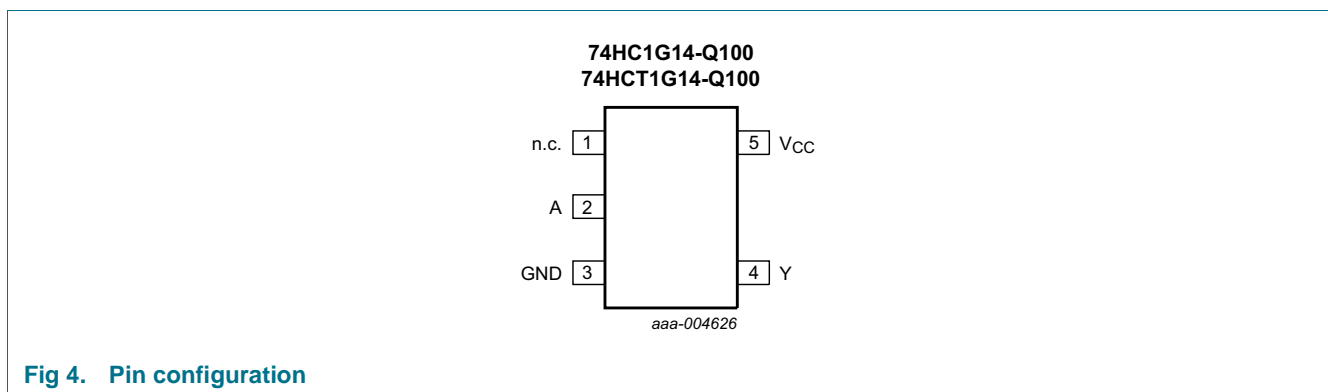 74HC1G14-Q100
74HCT1G14-Q100
n.c. 1
5 VCC
A 2
GND 3
4 Y
aaa-004626
Fig 4. Pin configuration